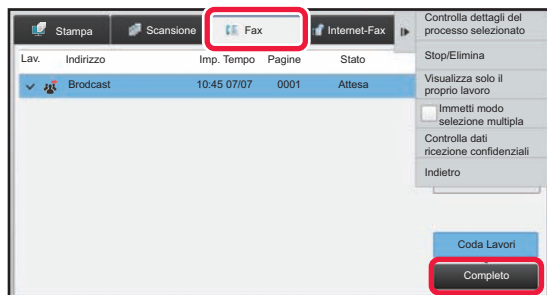 Stampa Scansione Fax Internet-Fax
Lav. Indirizzo Imp. Tempo Pagine Stato
Brodcast 10:45 07/07 0001 Attesa
Controlla dettagli del
processo selezionato
Stop/Elimina
Visualizza solo il
proprio lavoro
Immetti modo
selezione multipla
Controlla dati
ricezione confidenziali
Indietro
Coda Lavori
Completo